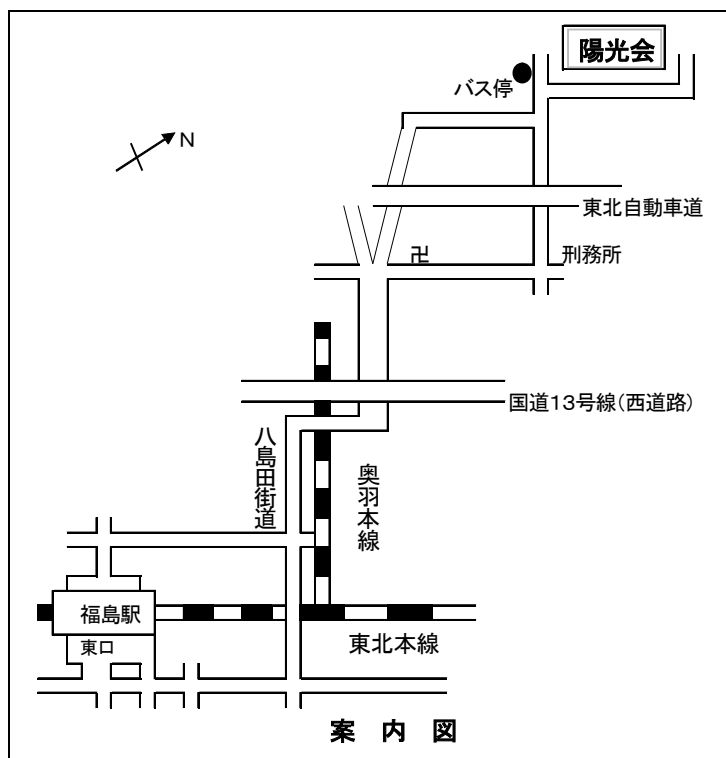 陽光会
バス停
N
東北自動車道
卍
刑務所
国道13号線(西道路)
八島田街道
奥羽本線
福島駅
東口
東北本線
案 内 図